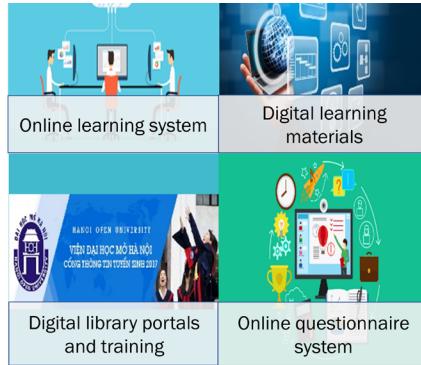 Online learning system
Digital learning
materials
HANOI OPEN UNIVERSITY
VIỆN ĐẠI HỌC MỞ HÀ NỘI
CỔNG THÔNG TIN TUYỂN SINH 2017
Digital library portals
and training
Online questionnaire
system